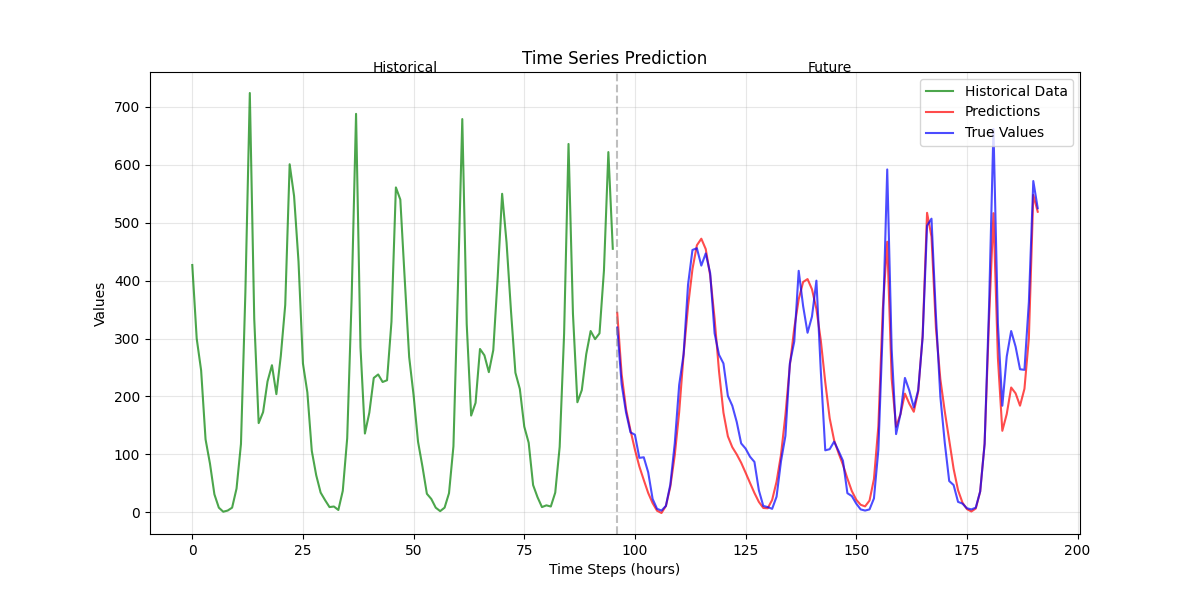 Time Series Prediction
Historical
Future
Historical Data
Predictions
True Values
Values
700
600
500
400
300
200
100
0
0 25 50 75 100 125 150 175 200
Time Steps (hours)